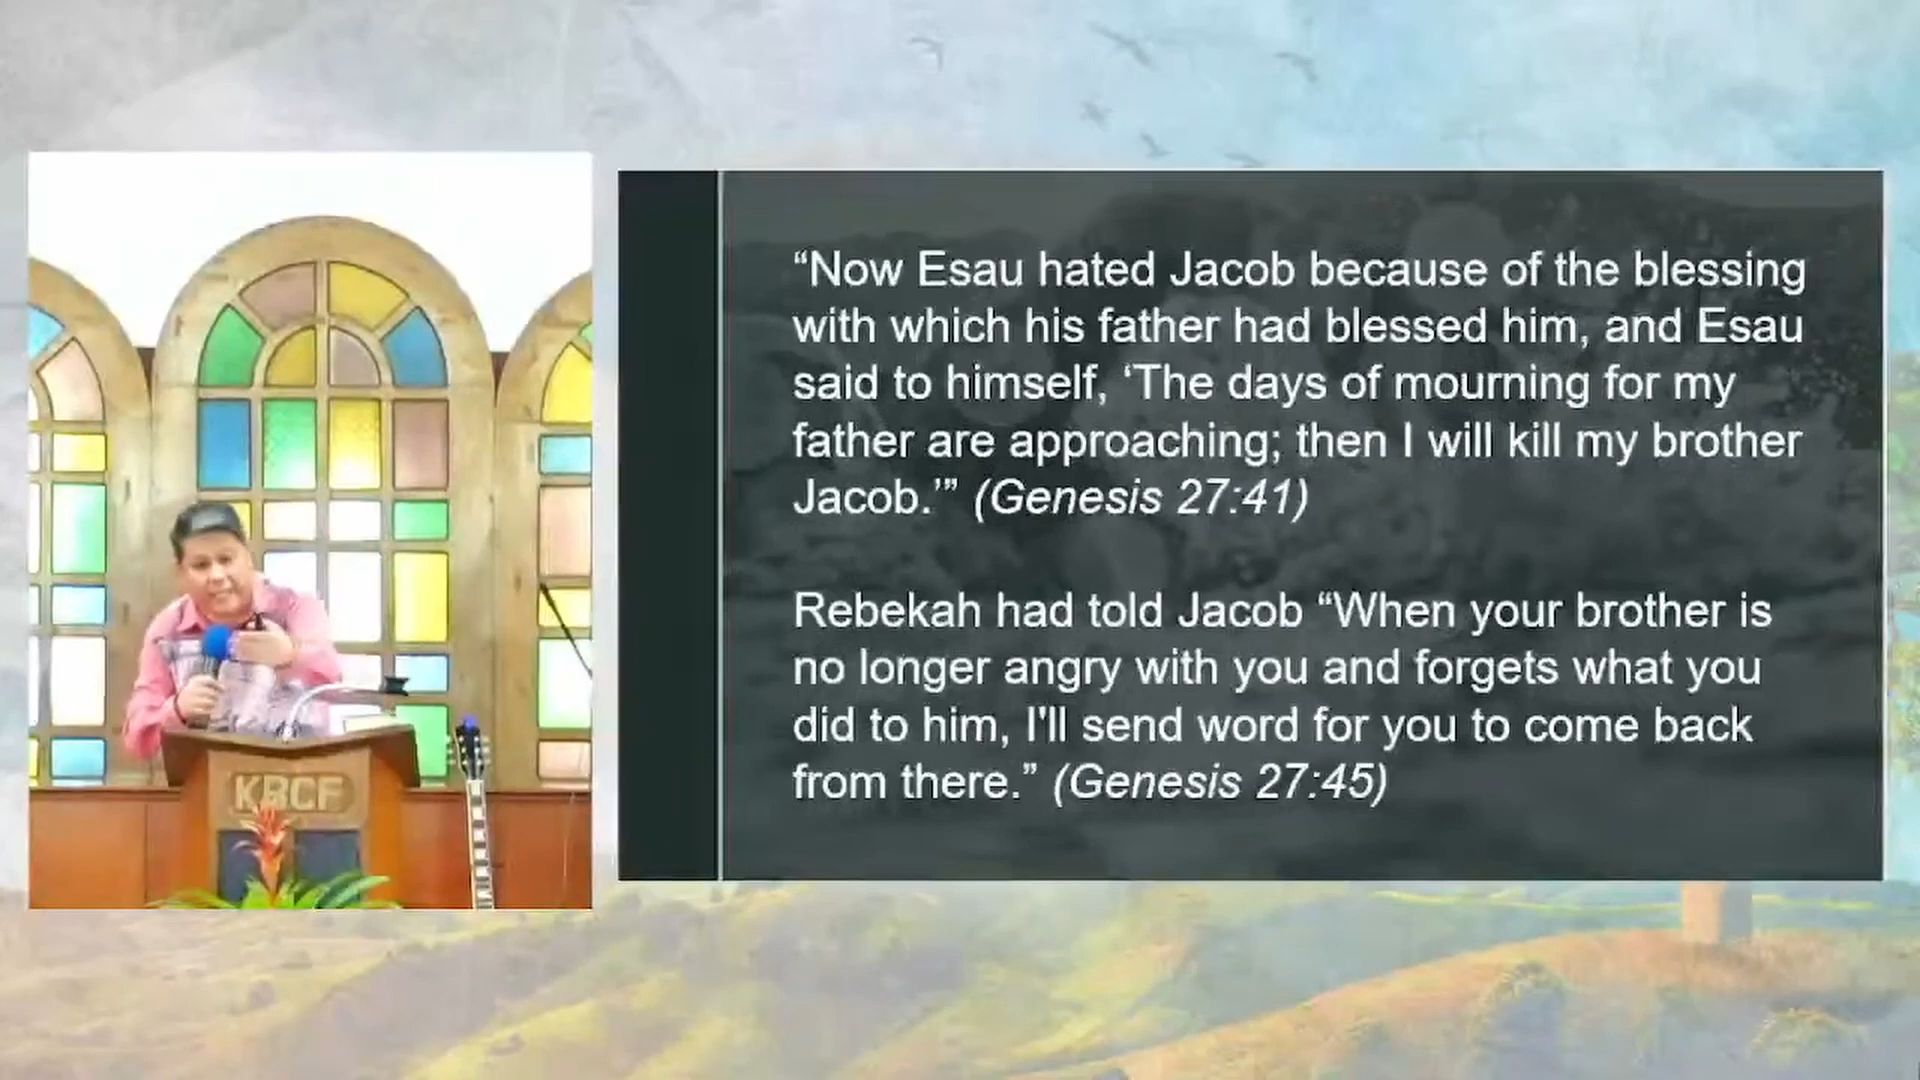 “Now Esau hated Jacob because of the blessing
with which his father had blessed him, and Esau
said to himself, ‘The days of mourning for my
father are approaching; then I will kill my brother
Jacob.’” (Genesis 27:41)
Rebekah had told Jacob “When your brother is
no longer angry with you and forgets what you
did to him, I'll send word for you to come back
from there.” (Genesis 27:45)
KBCF